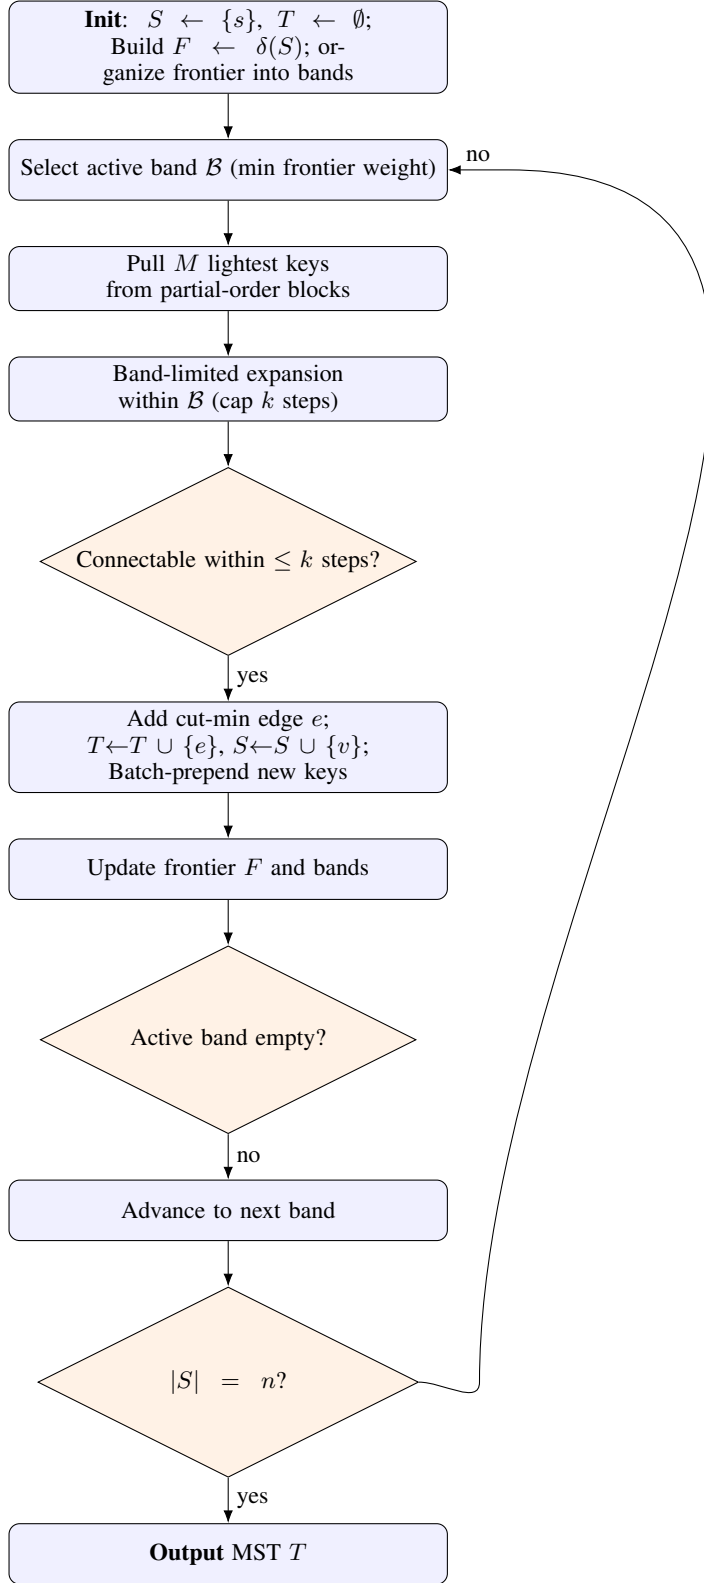 Init: S ← {s}, T ← ∅;
Build F ← δ(S); or-
ganize frontier into bands
Select active band ℬ (min frontier weight)
no
Pull M lightest keys
from partial-order blocks
Band-limited expansion
within ℬ (cap k steps)
Connectable within ≤ k steps?
yes
Add cut-min edge e;
T←T ∪ {e}, S←S ∪ {v};
Batch-prepend new keys
Update frontier F and bands
Active band empty?
no
Advance to next band
|S| = n?
yes
Output MST T